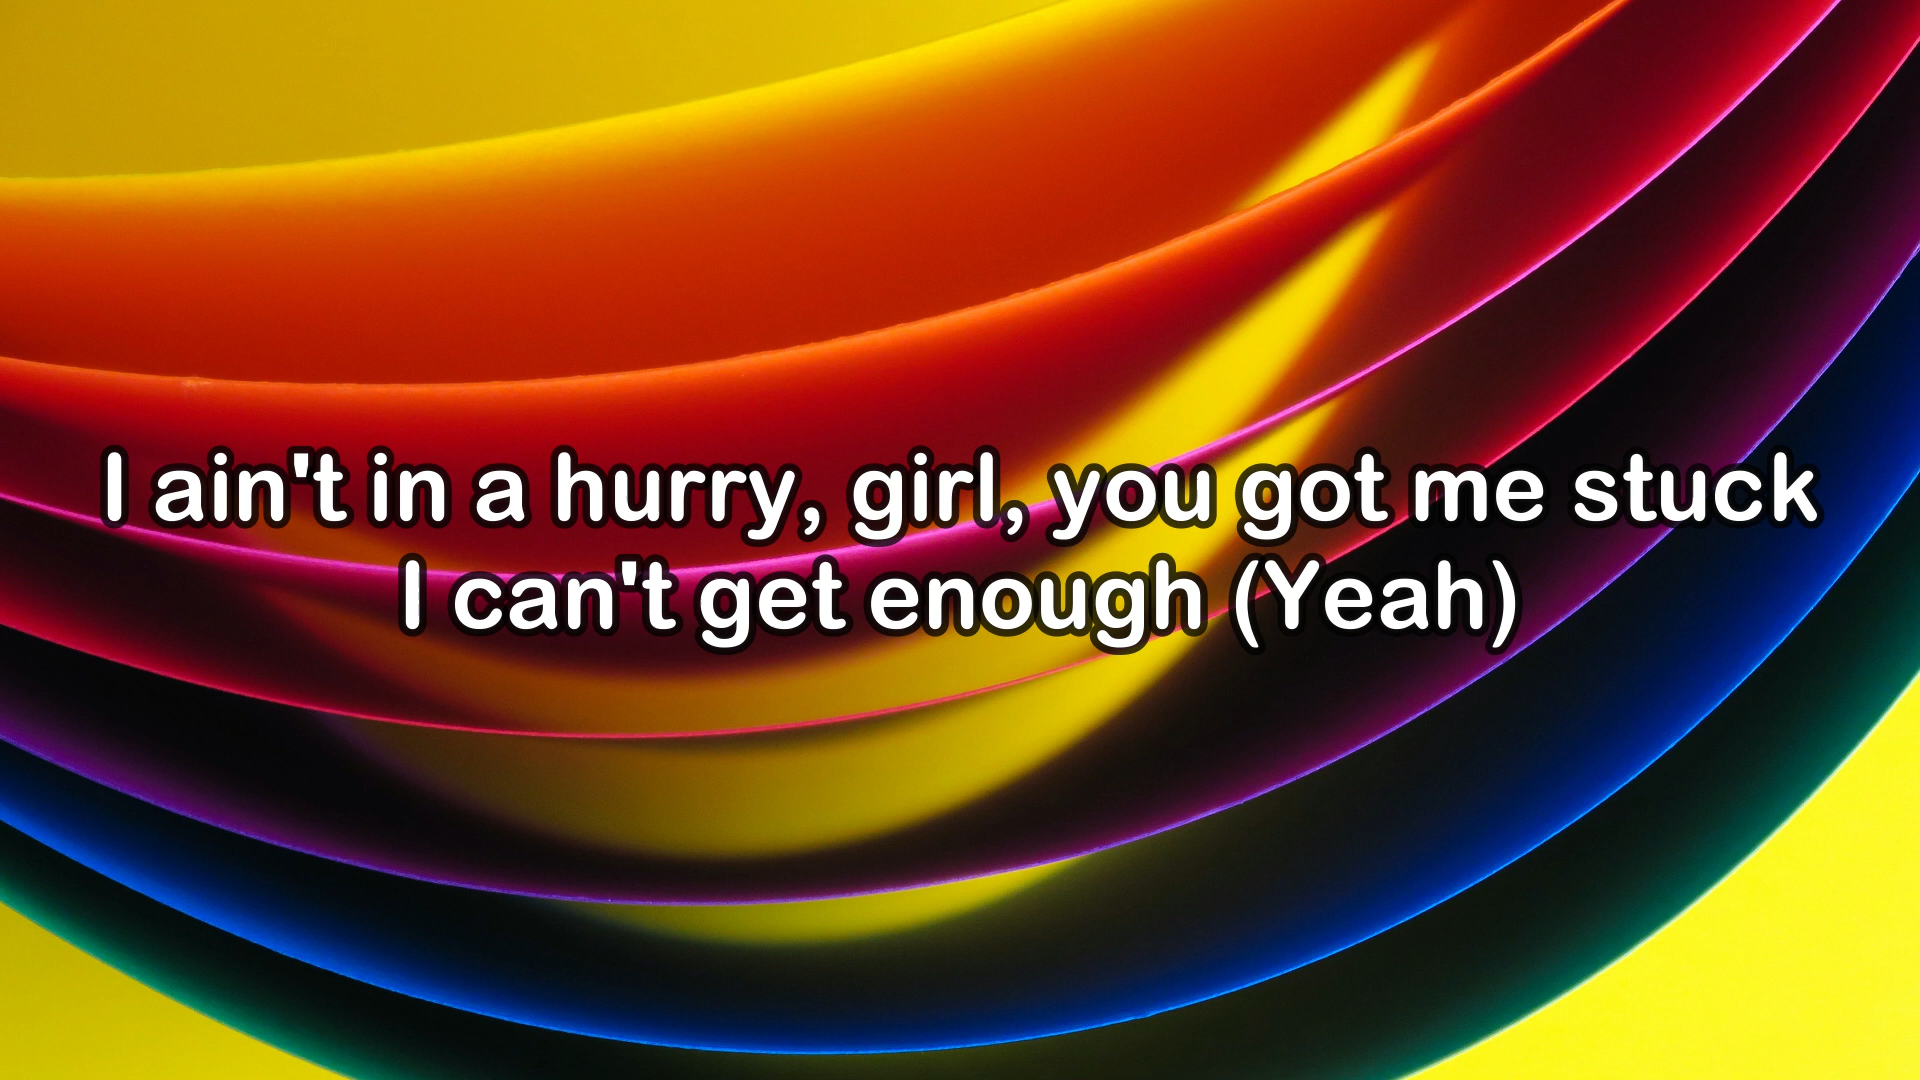 I ain't in a hurry, girl, you got me stuck
I can't get enough (Yeah)